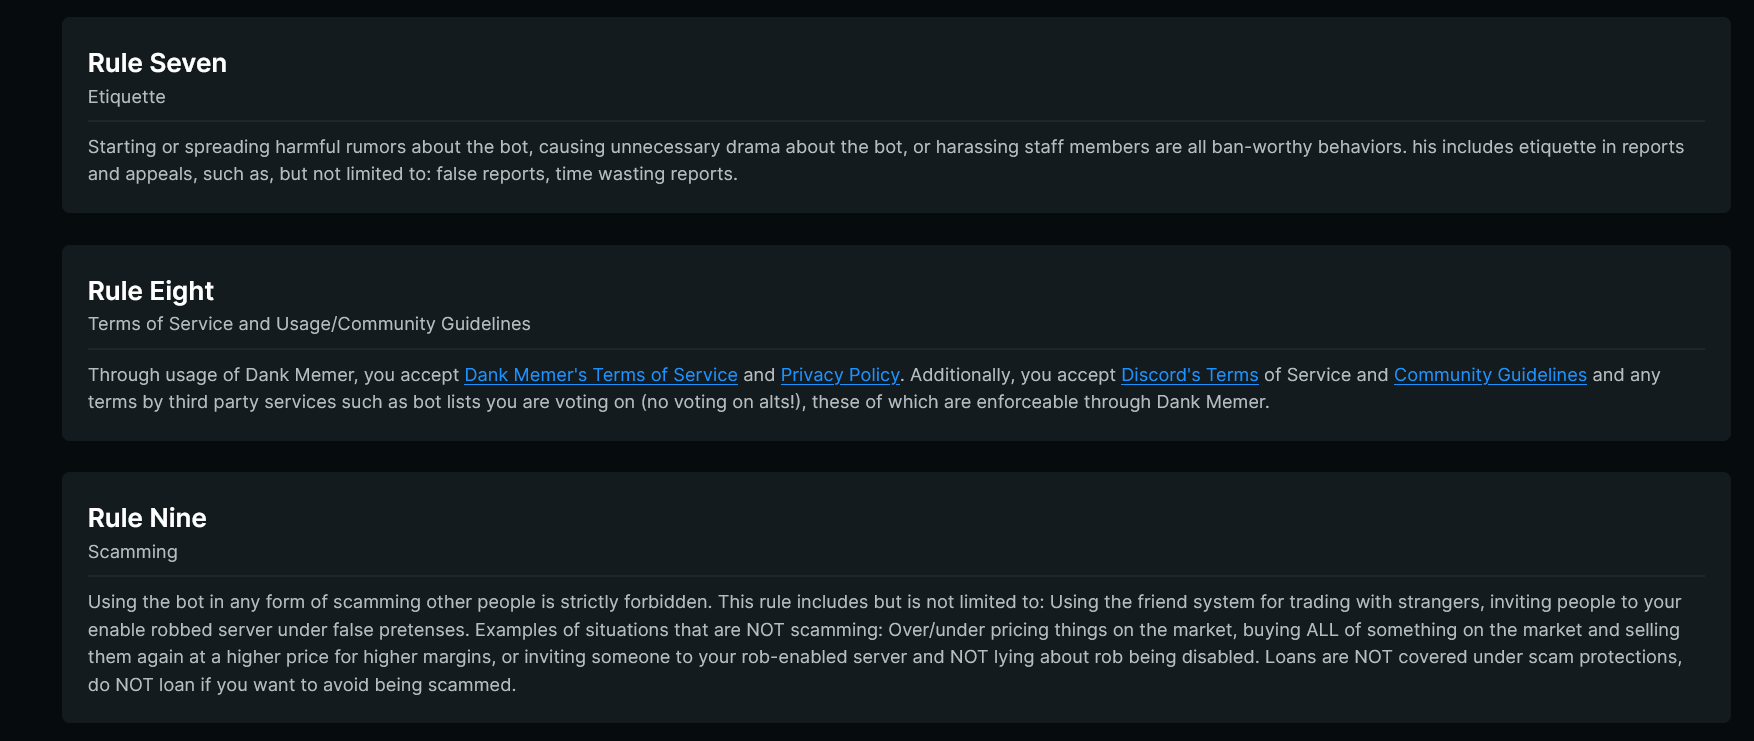 Rule Seven
Etiquette
Starting or spreading harmful rumors about the bot, causing unnecessary drama about the bot, or harassing staff members are all ban-worthy behaviors. his includes etiquette in reports
and appeals, such as, but not limited to: false reports, time wasting reports.
Rule Eight
Terms of Service and Usage/Community Guidelines
Through usage of Dank Memer, you accept Dank Memer's Terms of Service and Privacy Policy. Additionally, you accept Discord's Terms of Service and Community Guidelines and any
terms by third party services such as bot lists you are voting on (no voting on alts!), these of which are enforceable through Dank Memer.
Rule Nine
Scamming
Using the bot in any form of scamming other people is strictly forbidden. This rule includes but is not limited to: Using the friend system for trading with strangers, inviting people to your
enable robbed server under false pretenses. Examples of situations that are NOT scamming: Over/under pricing things on the market, buying ALL of something on the market and selling
them again at a higher price for higher margins, or inviting someone to your rob-enabled server and NOT lying about rob being disabled. Loans are NOT covered under scam protections,
do NOT loan if you want to avoid being scammed.